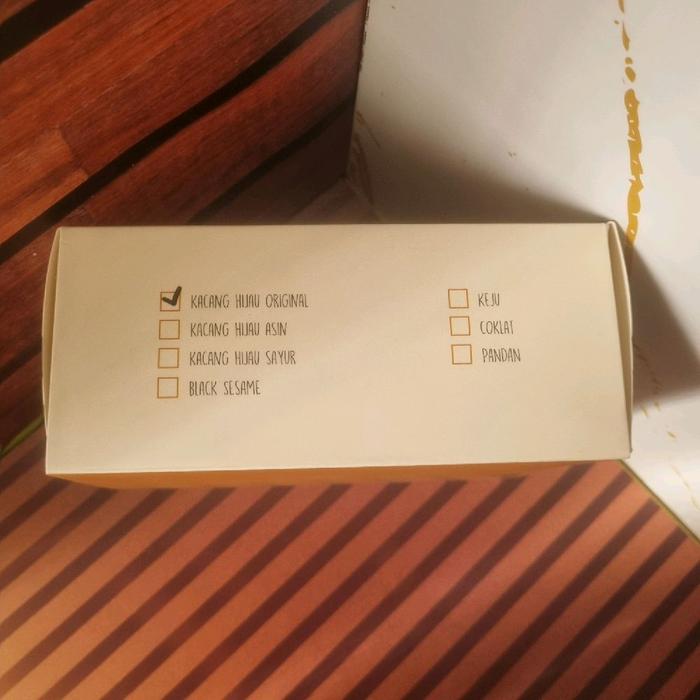 KACANG HIJAU ORIGINAL
KACANG HIJAU ASIN
KACANG HIJAU SAYUR
BLACK SESAME
KEJU
COKLAT
PANDAN